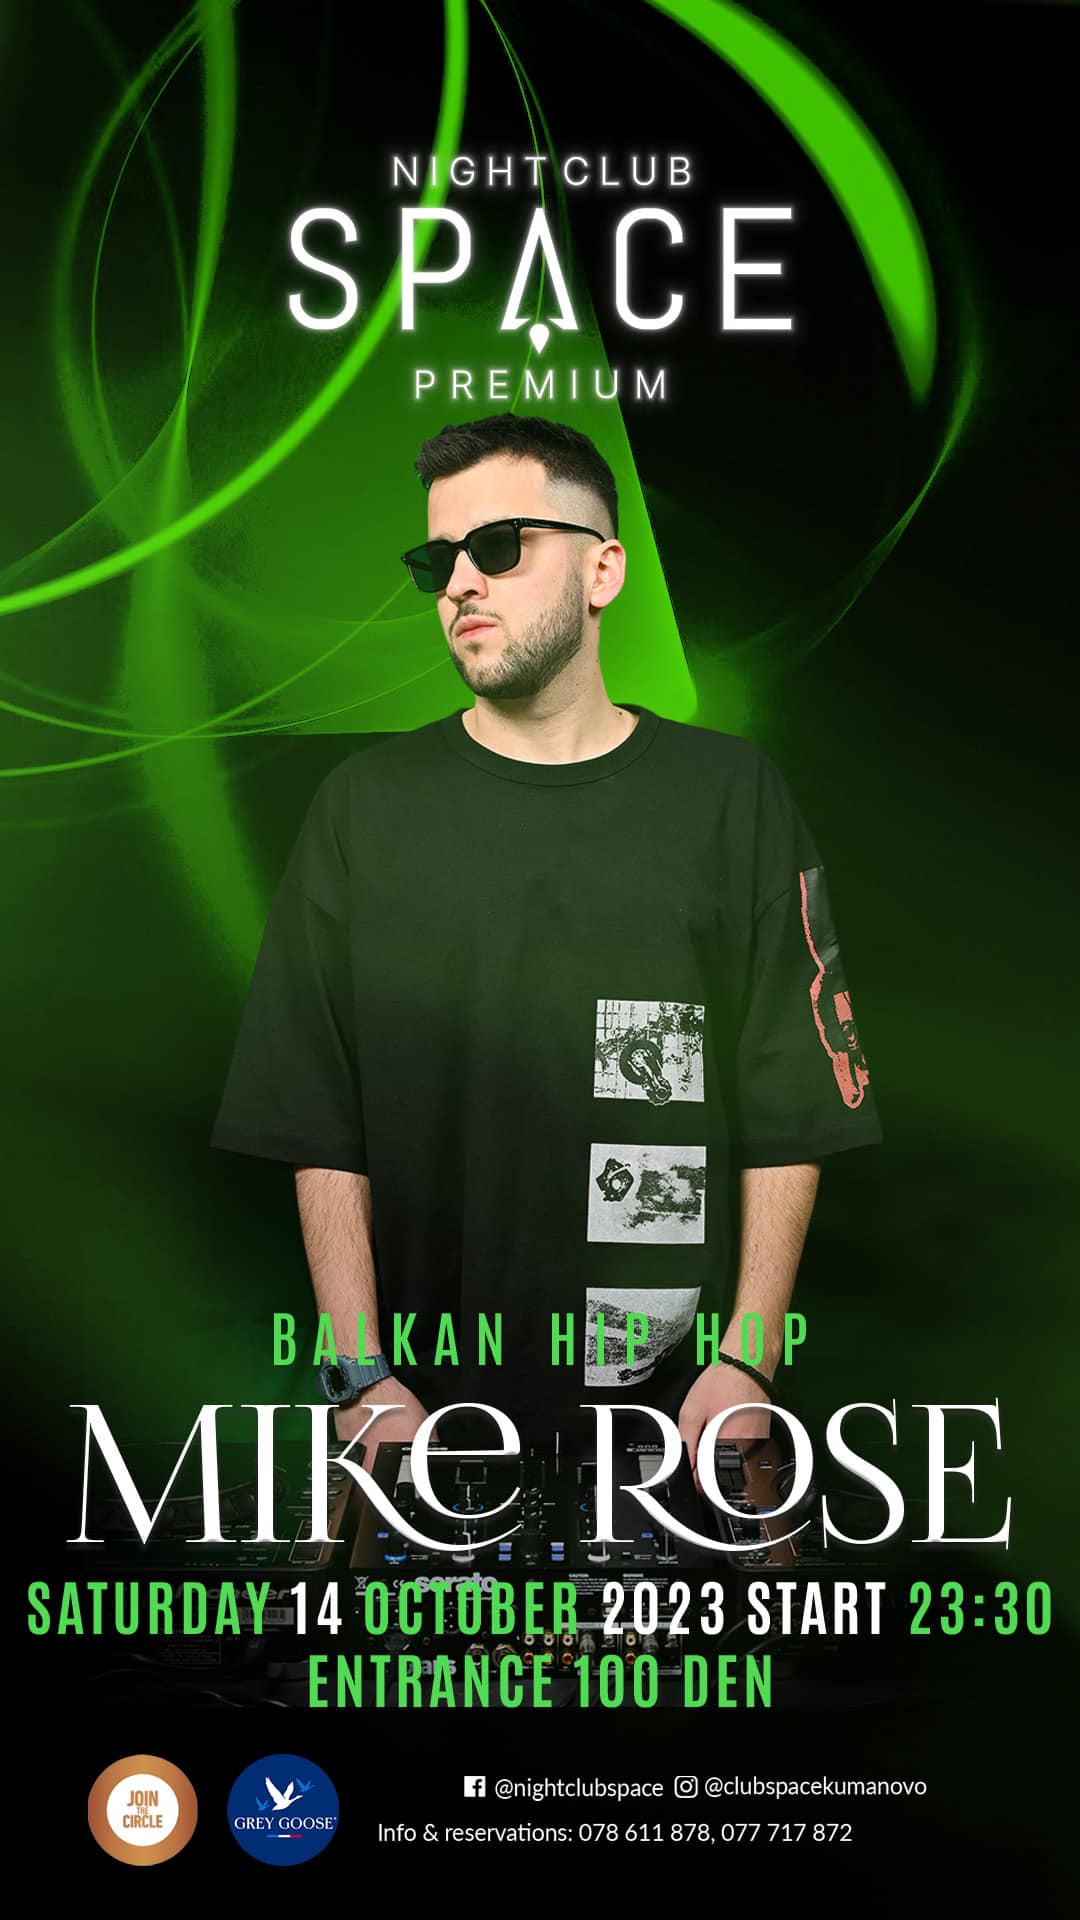 NIGHT CLUB
SPACE
PREMIUM
BALKAN HIP HOP
MIKE ROSE
serato
SATURDAY 14 OCTOBER 2023 START 23:30
ENTRANCE 100 DEN
JOIN
THE
CIRCLE
GREY GOOSE
@nightclubspace @clubspacekumanovo
Info & reservations: 078 611 878, 077 717 872